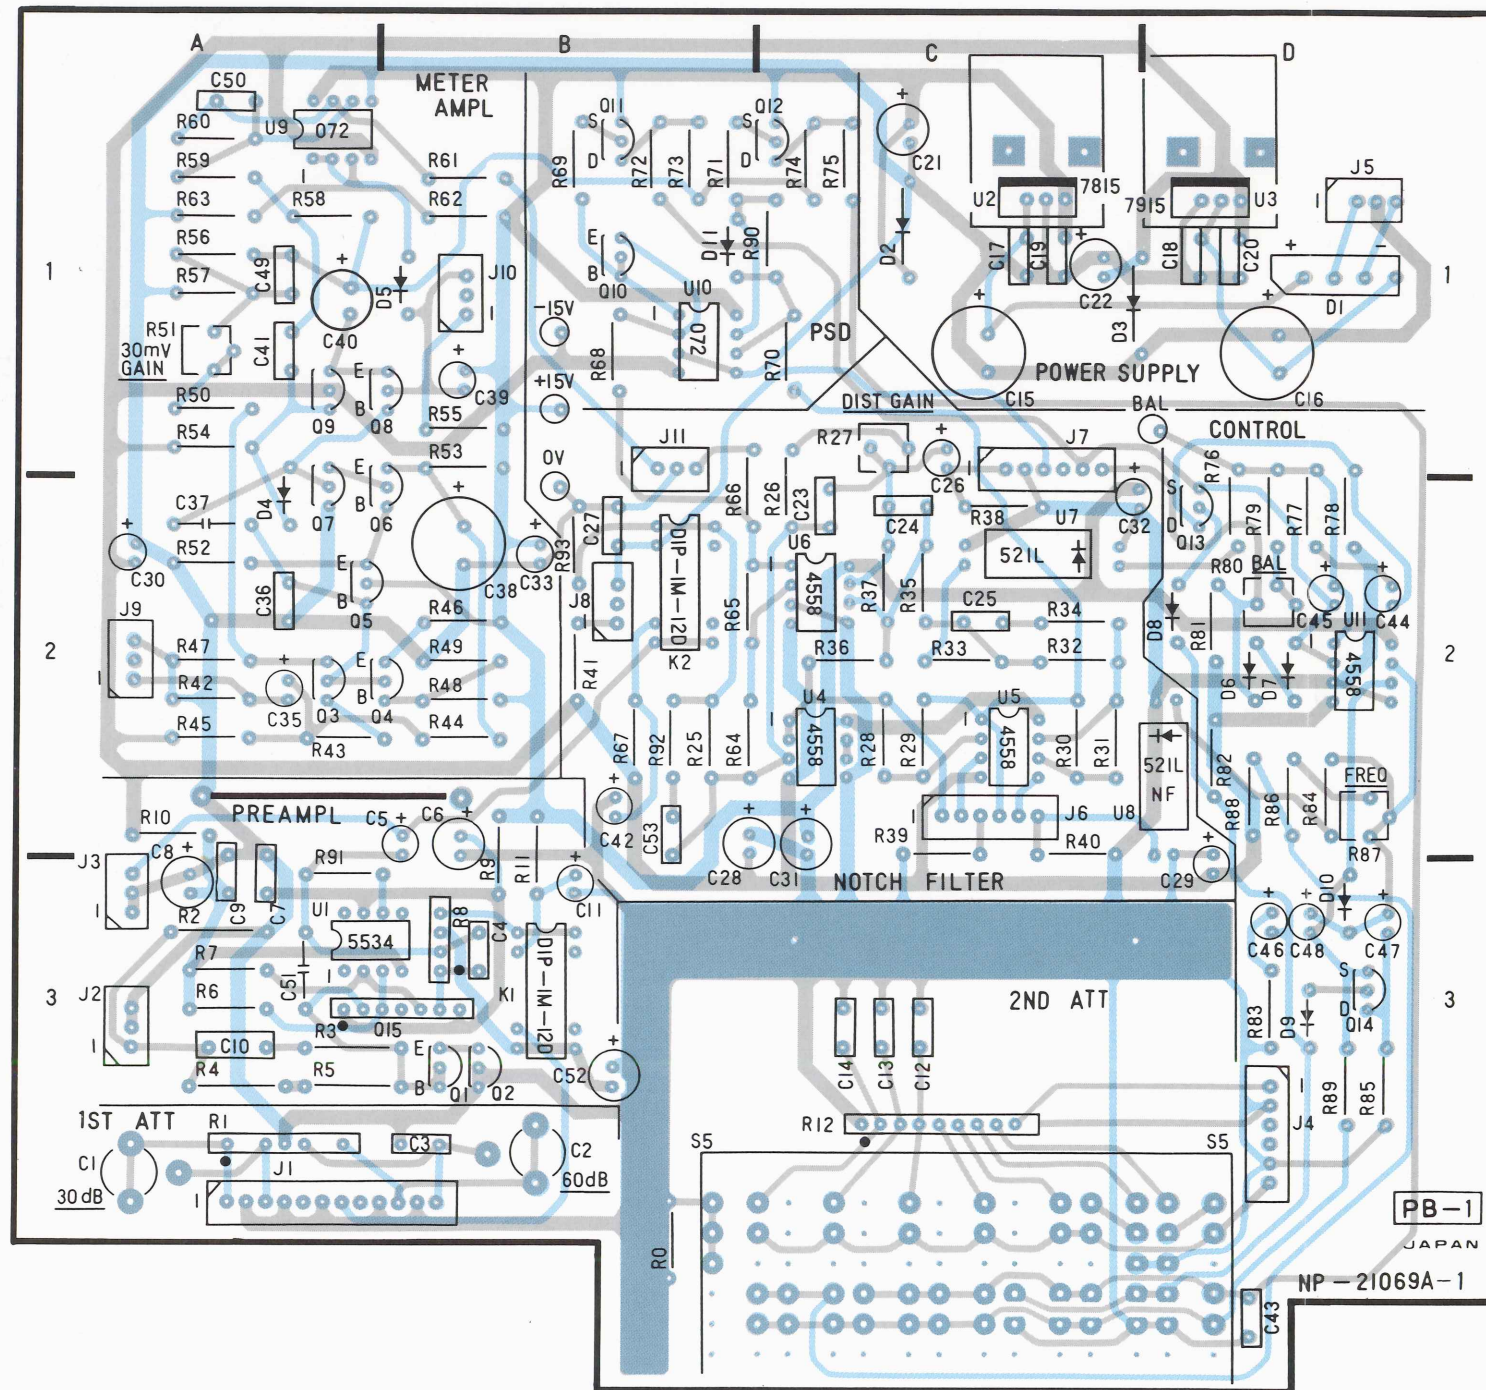 A B C D
METER
AMPL
C50
Q11
Q12
U9
072
R60
R59
R61
R63
R58
R62
R56
R57
C49
D5
J10
C40
R51
30mV
GAIN
C41
R50
Q9
Q8
R55
C39
R54
R53
R69
R72
R73
R71
R74
R75
Q10
D11
R90
U10
072
R68
R70
PSD
-15V
+15V
0V
C21
D2
U2
7815
7915
U3
J5
C17
C19
C22
C18
C20
D1
D3
C15
C16
POWER SUPPLY
DIST GAIN
BAL
CONTROL
J11
R27
C26
J7
R76
R66
R26
C23
C24
R38
U7
521L
C32
Q13
R79
R77
R78
C37
D4
Q7
Q6
C30
R52
C36
Q5
C38
C33
R93
C27
DIP-1M-12D
K2
J8
R65
U6
4558
R37
R35
C25
R34
R36
R33
R32
R80
BAL
C45
C44
U11
4558
D8
R81
D6
D7
J9
R46
R47
R49
R42
R48
C35
Q3
Q4
R45
R43
R44
R41
R67
R92
R25
R64
U4
4558
R28
R29
U5
4558
R30
R31
521L
NF
U8
R82
R88
R86
R84
FREQ
R87
PREAMPL
R10
C5
C6
C8
R9
R11
C42
C53
C28
C31
R39
J6
R40
C29
NOTCH FILTER
J3
R91
R2
C9
C7
U1
5534
R8
C4
C11
R7
C51
R6
J2
C10
R3
Q15
K1
DIP-1M-12D
R4
R5
Q1
Q2
C52
D10
C46
C48
C47
R83
D9
Q14
2ND ATT
C14
C13
C12
R12
R89
R85
J4
S5
S5
1ST ATT
C1
30dB
R1
C3
J1
C2
60dB
R0
C43
PB-1
JAPAN
NP-21069A-1
1 1
2 2
3 3